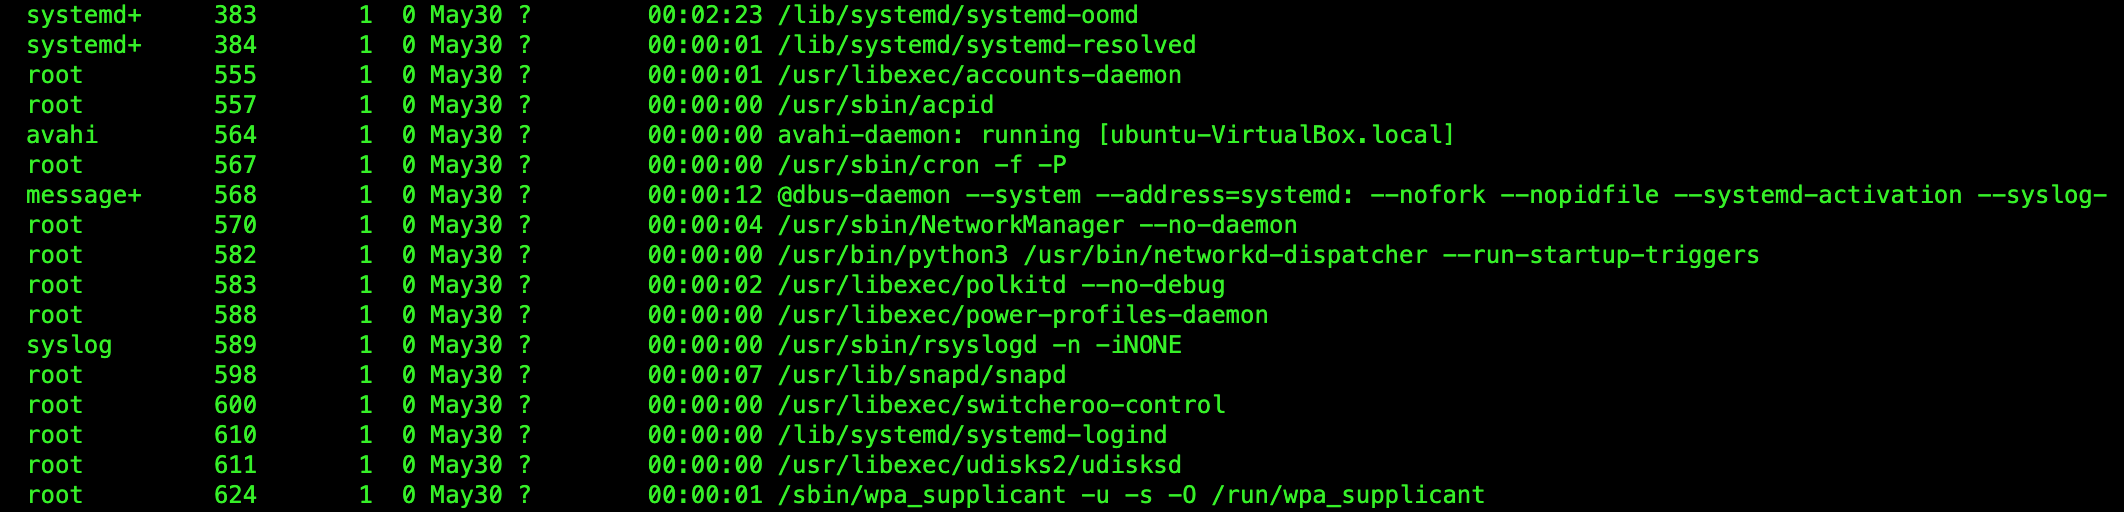 systemd+     383       1  0 May30 ?        00:02:23 /lib/systemd/systemd-oomd
systemd+     384       1  0 May30 ?        00:00:01 /lib/systemd/systemd-resolved
root         555       1  0 May30 ?        00:00:01 /usr/libexec/accounts-daemon
root         557       1  0 May30 ?        00:00:00 /usr/sbin/acpid
avahi        564       1  0 May30 ?        00:00:00 avahi-daemon: running [ubuntu-VirtualBox.local]
root         567       1  0 May30 ?        00:00:00 /usr/sbin/cron -f -P
message+     568       1  0 May30 ?        00:00:12 @dbus-daemon --system --address=systemd: --nofork --nopidfile --systemd-activation --syslog-
root         570       1  0 May30 ?        00:00:04 /usr/sbin/NetworkManager --no-daemon
root         582       1  0 May30 ?        00:00:00 /usr/bin/python3 /usr/bin/networkd-dispatcher --run-startup-triggers
root         583       1  0 May30 ?        00:00:02 /usr/libexec/polkitd --no-debug
root         588       1  0 May30 ?        00:00:00 /usr/libexec/power-profiles-daemon
syslog       589       1  0 May30 ?        00:00:00 /usr/sbin/rsyslogd -n -iNONE
root         598       1  0 May30 ?        00:00:07 /usr/lib/snapd/snapd
root         600       1  0 May30 ?        00:00:00 /usr/libexec/switcheroo-control
root         610       1  0 May30 ?        00:00:00 /lib/systemd/systemd-logind
root         611       1  0 May30 ?        00:00:00 /usr/libexec/udisks2/udisksd
root         624       1  0 May30 ?        00:00:01 /sbin/wpa_supplicant -u -s -O /run/wpa_supplicant